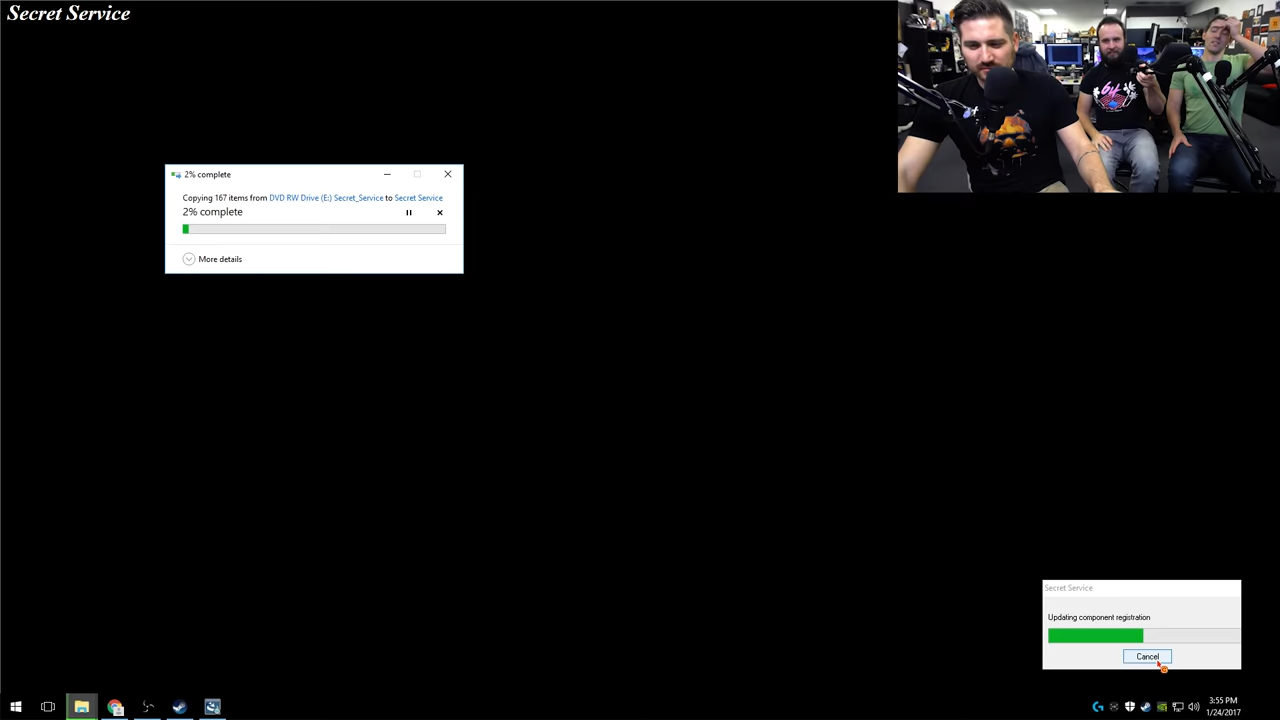 Secret Service
2% complete
Copying 167 items from DVD RW Drive (E:) Secret_Service to Secret Service
2% complete
More details
64
Secret Service
Updating component registration
Cancel
3:55 PM
1/24/2017